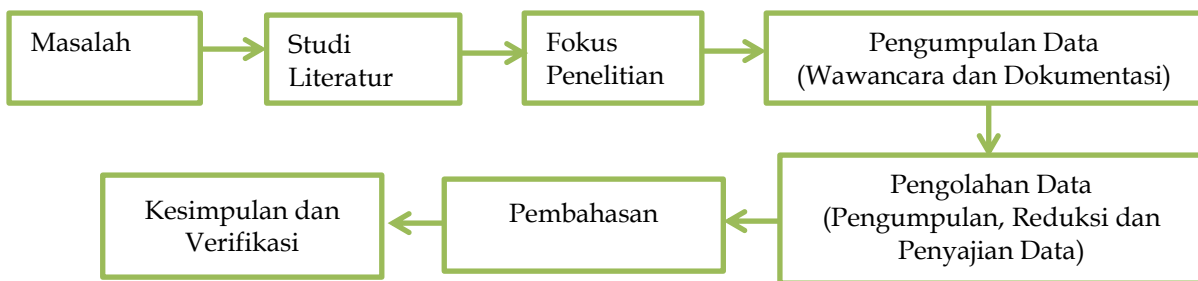 Masalah
Studi
Literatur
Fokus
Penelitian
Pengumpulan Data
(Wawancara dan Dokumentasi)
Pengolahan Data
(Pengumpulan, Reduksi dan
Penyajian Data)
Pembahasan
Kesimpulan dan
Verifikasi